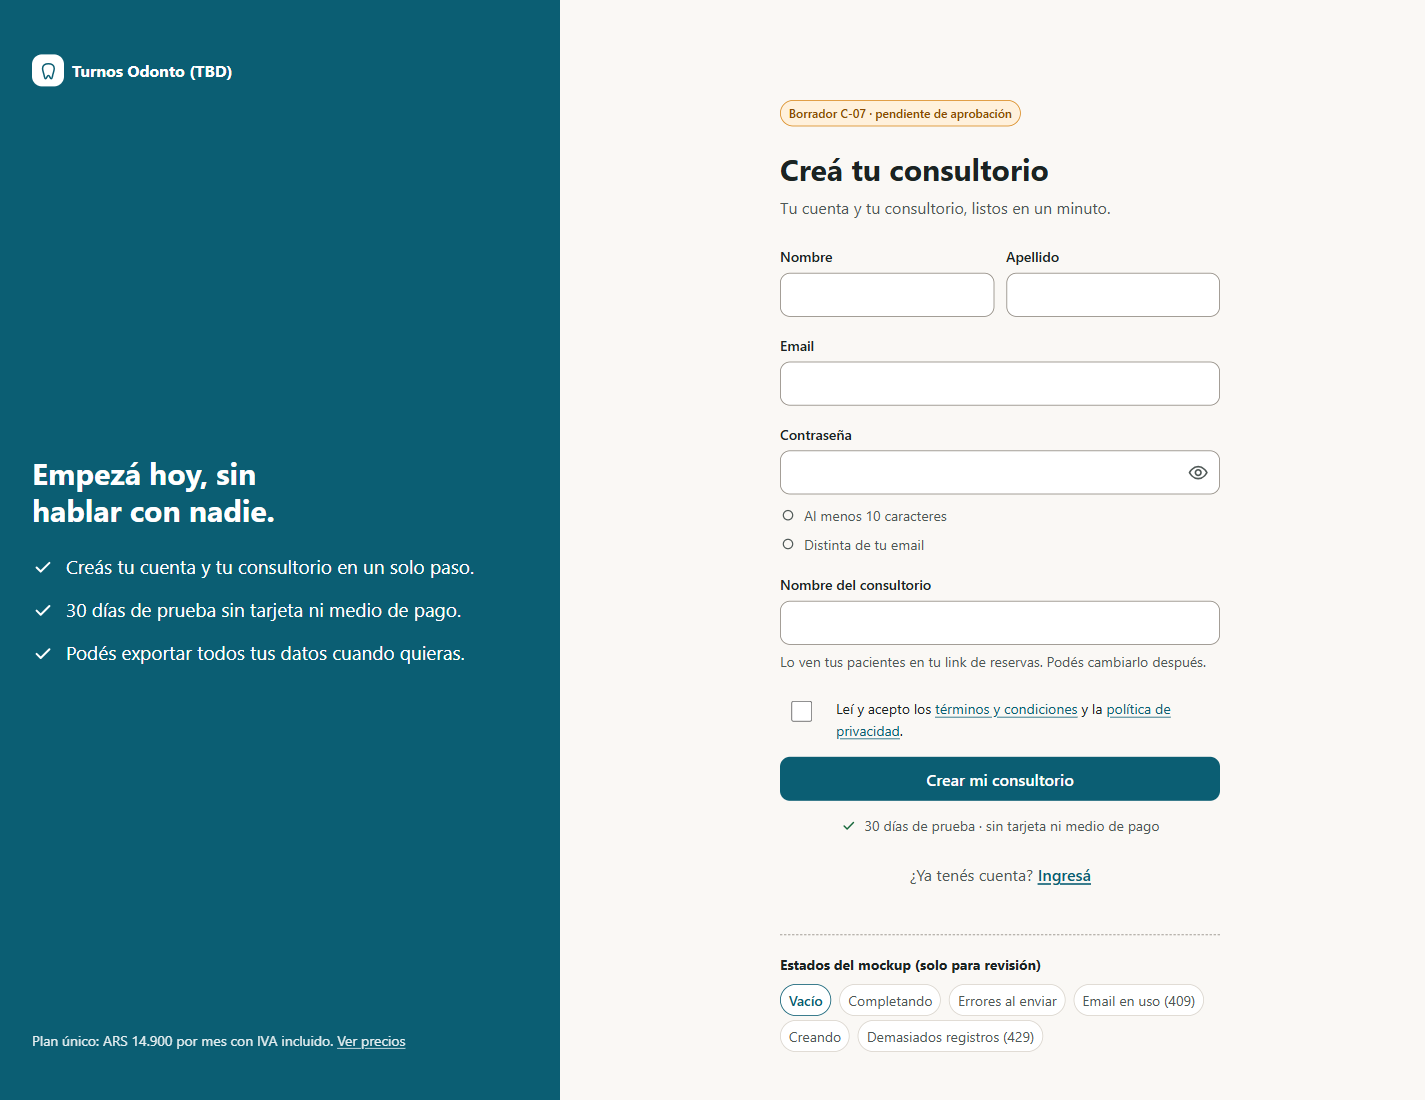 Turnos Odonto (TBD)
Empezá hoy, sin
hablar con nadie.
Creás tu cuenta y tu consultorio en un solo paso.
30 días de prueba sin tarjeta ni medio de pago.
Podés exportar todos tus datos cuando quieras.
Plan único: ARS 14.900 por mes con IVA incluido. Ver precios
Borrador C-07 · pendiente de aprobación
Creá tu consultorio
Tu cuenta y tu consultorio, listos en un minuto.
Nombre Apellido
Email
Contraseña
Al menos 10 caracteres
Distinta de tu email
Nombre del consultorio
Lo ven tus pacientes en tu link de reservas. Podés cambiarlo después.
Leí y acepto los términos y condiciones y la política de
privacidad.
Crear mi consultorio
30 días de prueba · sin tarjeta ni medio de pago
¿Ya tenés cuenta? Ingresá
Estados del mockup (solo para revisión)
Vacío Completando Errores al enviar Email en uso (409)
Creando Demasiados registros (429)